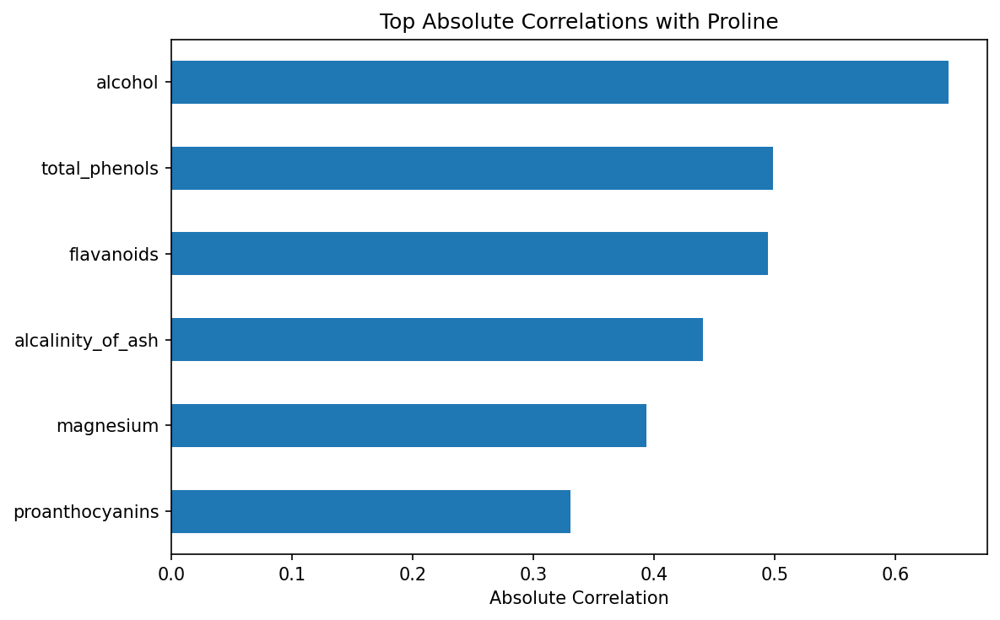 Top Absolute Correlations with Proline
alcohol
total_phenols
flavanoids
alcalinity_of_ash
magnesium
proanthocyanins
0.0 0.1 0.2 0.3 0.4 0.5 0.6
Absolute Correlation